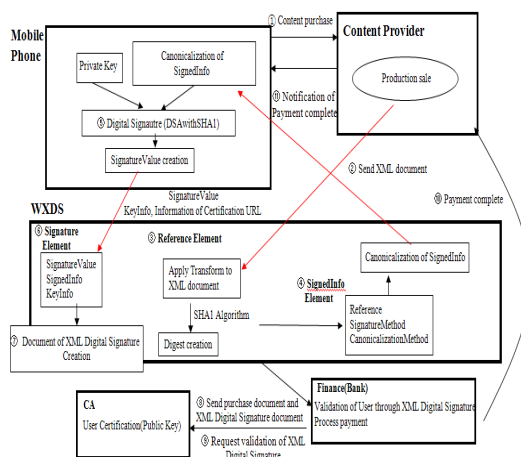 Mobile
Phone
Private Key
Canonicalization of
SignedInfo
⑤ Digital Signautre (DSAwithSHA1)
SignatureValue creation
① Content purchase
⑪ Notification of
Payment complete
Content Provider
Production sale
② Send XML document
⑩ Payment complete
SignatureValue
KeyInfo, Information of Certification URL
WXDS
⑥ Signature
Element
SignatureValue
SignedInfo
KeyInfo
⑦ Document of XML Digital Signature
Creation
③ Reference Element
Apply Transform to
XML document
SHA1 Algorithm
Digest creation
④ SignedInfo
Element
Canonicalization of SignedInfo
Reference
SignatureMethod
CanonicalizationMethod
CA
User Certification(Public Key)
⑧ Send purchase document and
XML Digital Signature document
⑨ Request validation of XML
Digital Signature
Finance(Bank)
Validation of User through XML Digital Signature
Process payment